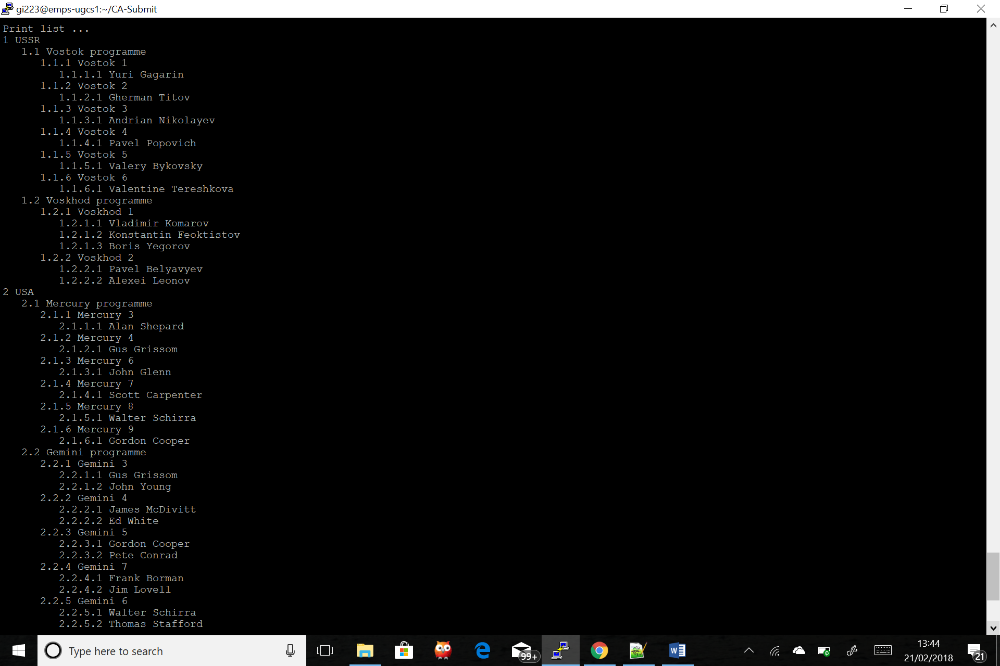 gi223@emps-ugcs1:~/CA-Submit
Print list ...
1 USSR
   1.1 Vostok programme
      1.1.1 Vostok 1
         1.1.1.1 Yuri Gagarin
      1.1.2 Vostok 2
         1.1.2.1 Gherman Titov
      1.1.3 Vostok 3
         1.1.3.1 Andrian Nikolayev
      1.1.4 Vostok 4
         1.1.4.1 Pavel Popovich
      1.1.5 Vostok 5
         1.1.5.1 Valery Bykovsky
      1.1.6 Vostok 6
         1.1.6.1 Valentine Tereshkova
   1.2 Voskhod programme
      1.2.1 Voskhod 1
         1.2.1.1 Vladimir Komarov
         1.2.1.2 Konstantin Feoktistov
         1.2.1.3 Boris Yegorov
      1.2.2 Voskhod 2
         1.2.2.1 Pavel Belyavyev
         1.2.2.2 Alexei Leonov
2 USA
   2.1 Mercury programme
      2.1.1 Mercury 3
         2.1.1.1 Alan Shepard
      2.1.2 Mercury 4
         2.1.2.1 Gus Grissom
      2.1.3 Mercury 6
         2.1.3.1 John Glenn
      2.1.4 Mercury 7
         2.1.4.1 Scott Carpenter
      2.1.5 Mercury 8
         2.1.5.1 Walter Schirra
      2.1.6 Mercury 9
         2.1.6.1 Gordon Cooper
   2.2 Gemini programme
      2.2.1 Gemini 3
         2.2.1.1 Gus Grissom
         2.2.1.2 John Young
      2.2.2 Gemini 4
         2.2.2.1 James McDivitt
         2.2.2.2 Ed White
      2.2.3 Gemini 5
         2.2.3.1 Gordon Cooper
         2.2.3.2 Pete Conrad
      2.2.4 Gemini 7
         2.2.4.1 Frank Borman
         2.2.4.2 Jim Lovell
      2.2.5 Gemini 6
         2.2.5.1 Walter Schirra
         2.2.5.2 Thomas Stafford
Type here to search
99+
13:44
21/02/2018
21